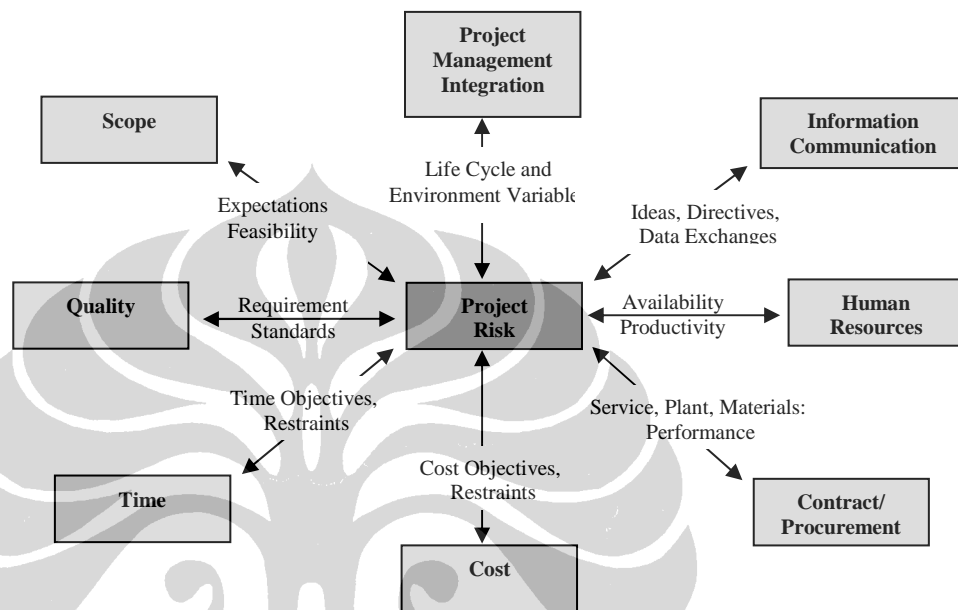 Project
Management
Integration
Scope
Information
Communication
Life Cycle and
Environment Variable
Expectations
Feasibility
Ideas, Directives,
Data Exchanges
Quality
Requirement
Standards
Project
Risk
Availability
Productivity
Human
Resources
Time Objectives,
Restraints
Service, Plant, Materials:
Performance
Cost Objectives,
Restraints
Time
Contract/
Procurement
Cost